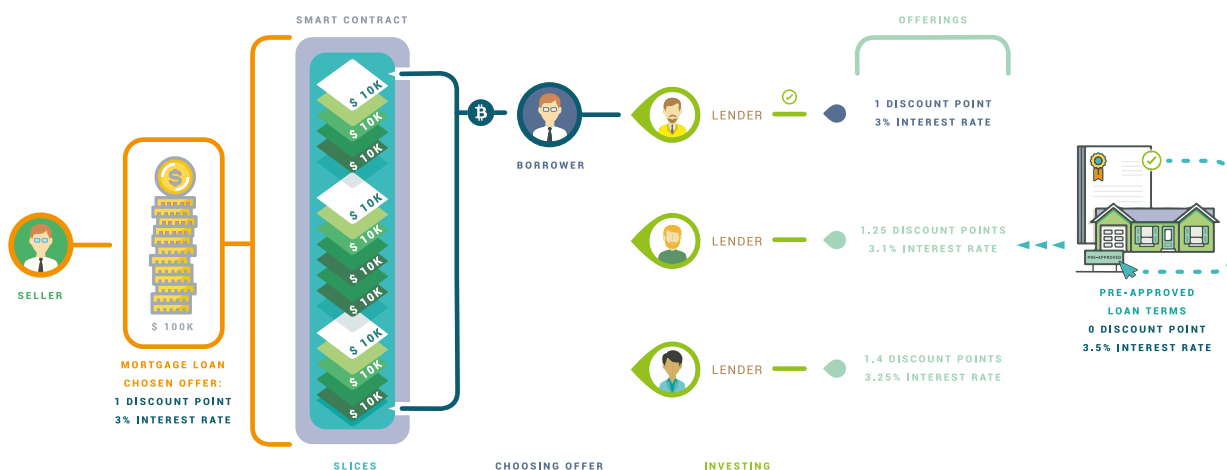 SMART CONTRACT
OFFERINGS
SELLER
$ 100K
MORTGAGE LOAN
CHOSEN OFFER:
1 DISCOUNT POINT
3% INTEREST RATE
$ 10K
$ 10K
$ 10K
$ 10K
$ 10K
$ 10K
$ 10K
$ 10K
$ 10K
$ 10K
BORROWER
LENDER
1 DISCOUNT POINT
3% INTEREST RATE
LENDER
1.25 DISCOUNT POINTS
3.1% INTEREST RATE
LENDER
1.4 DISCOUNT POINTS
3.25% INTEREST RATE
PRE-APPROVED
PRE-APPROVED
LOAN TERMS
0 DISCOUNT POINT
3.5% INTEREST RATE
SLICES
CHOOSING OFFER
INVESTING